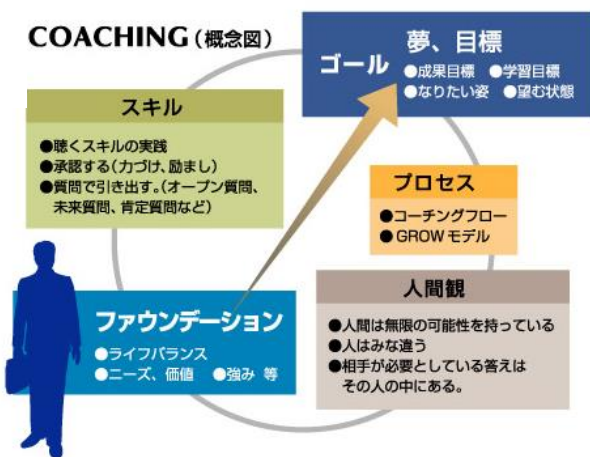 COACHING（概念図）
夢、目標
ゴール
●成果目標 ●学習目標
●なりたい姿 ●望む状態
スキル
●聴くスキルの実践
●承認する（力づけ、励まし）
●質問で引き出す。（オープン質問、
未来質問、肯定質問など）
プロセス
●コーチングフロー
●GROWモデル
ファウンデーション
●ライフバランス
●ニーズ、価値 ●強み 等
人間観
●人間は無限の可能性を持っている
●人はみな違う
●相手が必要としている答えは
その人の中にある。